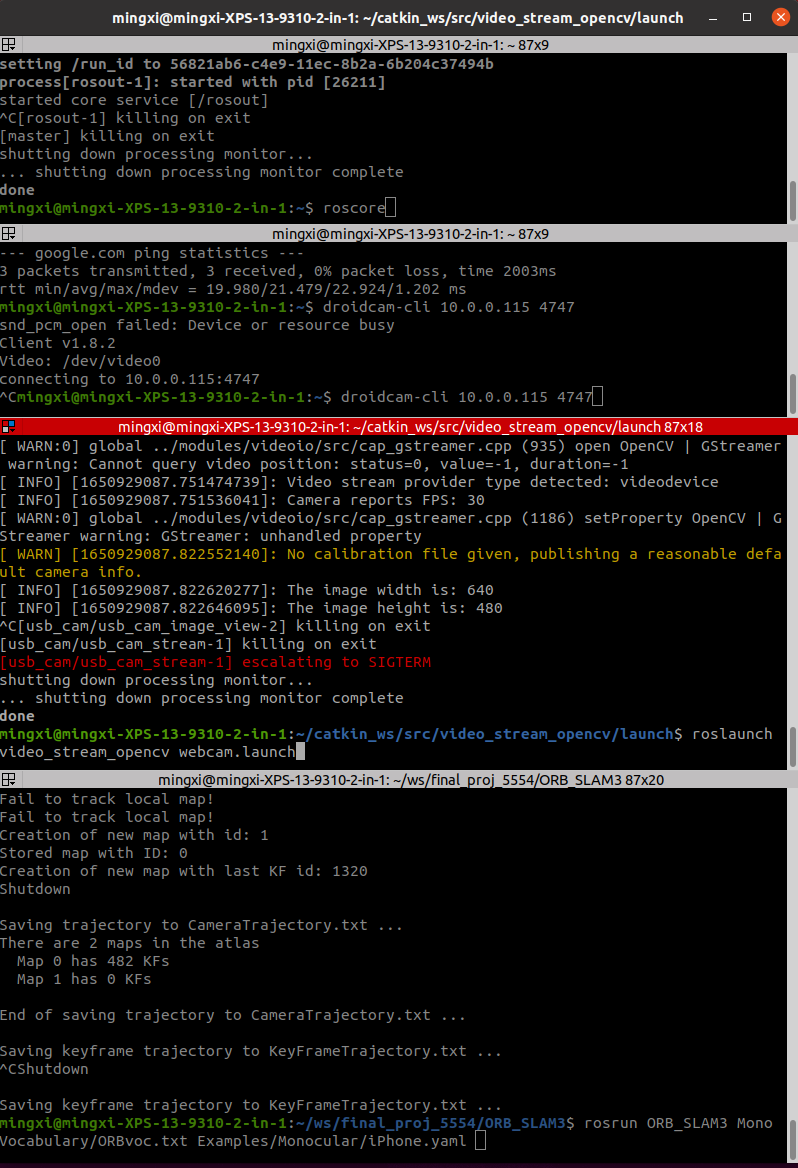 mingxi@mingxi-XPS-13-9310-2-in-1: ~/catkin_ws/src/video_stream_opencv/launch
mingxi@mingxi-XPS-13-9310-2-in-1: ~ 87x9
setting /run_id to 56821ab6-c4e9-11ec-8b2a-6b204c37494b
process[rosout-1]: started with pid [26211]
started core service [/rosout]
^C[rosout-1] killing on exit
[master] killing on exit
shutting down processing monitor...
... shutting down processing monitor complete
done
mingxi@mingxi-XPS-13-9310-2-in-1:~$ roscore
mingxi@mingxi-XPS-13-9310-2-in-1: ~ 87x9
--- google.com ping statistics ---
3 packets transmitted, 3 received, 0% packet loss, time 2003ms
rtt min/avg/max/mdev = 19.980/21.479/22.924/1.202 ms
mingxi@mingxi-XPS-13-9310-2-in-1:~$ droidcam-cli 10.0.0.115 4747
snd_pcm_open failed: Device or resource busy
Client v1.8.2
Video: /dev/video0
connecting to 10.0.0.115:4747
^Cmingxi@mingxi-XPS-13-9310-2-in-1:~$ droidcam-cli 10.0.0.115 4747
mingxi@mingxi-XPS-13-9310-2-in-1: ~/catkin_ws/src/video_stream_opencv/launch 87x18
[ WARN:0] global ../modules/videoio/src/cap_gstreamer.cpp (935) open OpenCV | GStreamer
 warning: Cannot query video position: status=0, value=-1, duration=-1
[ INFO] [1650929087.751474739]: Video stream provider type detected: videodevice
[ INFO] [1650929087.751536041]: Camera reports FPS: 30
[ WARN:0] global ../modules/videoio/src/cap_gstreamer.cpp (1186) setProperty OpenCV | G
Streamer warning: GStreamer: unhandled property
[ WARN] [1650929087.822552140]: No calibration file given, publishing a reasonable defa
ult camera info.
[ INFO] [1650929087.822620277]: The image width is: 640
[ INFO] [1650929087.822646095]: The image height is: 480
^C[usb_cam/usb_cam_image_view-2] killing on exit
[usb_cam/usb_cam_stream-1] killing on exit
[usb_cam/usb_cam_stream-1] escalating to SIGTERM
shutting down processing monitor...
... shutting down processing monitor complete
done
mingxi@mingxi-XPS-13-9310-2-in-1:~/catkin_ws/src/video_stream_opencv/launch$ roslaunch
video_stream_opencv webcam.launch
mingxi@mingxi-XPS-13-9310-2-in-1: ~/ws/final_proj_5554/ORB_SLAM3 87x20
Fail to track local map!
Fail to track local map!
Creation of new map with id: 1
Stored map with ID: 0
Creation of new map with last KF id: 1320
Shutdown
Saving trajectory to CameraTrajectory.txt ...
There are 2 maps in the atlas
  Map 0 has 482 KFs
  Map 1 has 0 KFs
End of saving trajectory to CameraTrajectory.txt ...
Saving keyframe trajectory to KeyFrameTrajectory.txt ...
^CShutdown
Saving keyframe trajectory to KeyFrameTrajectory.txt ...
mingxi@mingxi-XPS-13-9310-2-in-1:~/ws/final_proj_5554/ORB_SLAM3$ rosrun ORB_SLAM3 Mono
Vocabulary/ORBvoc.txt Examples/Monocular/iPhone.yaml